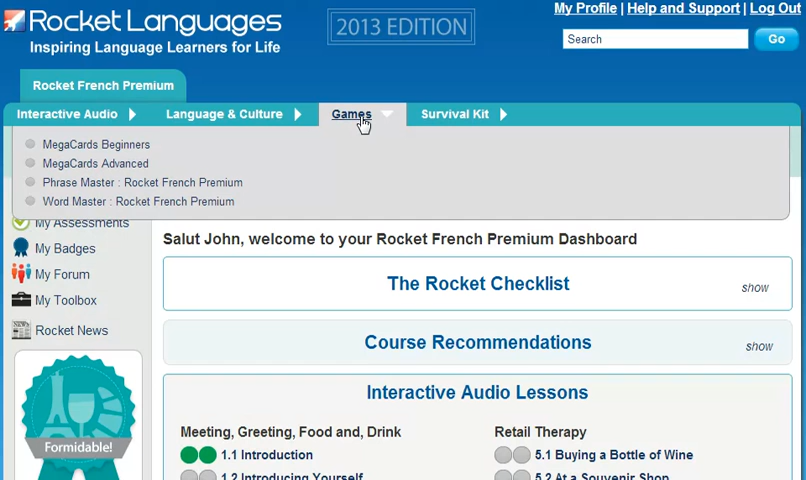 Rocket Languages
Inspiring Language Learners for Life
2013 EDITION
My Profile | Help and Support | Log Out
Search
Go
Rocket French Premium
Interactive Audio
Language & Culture
Games
Survival Kit
MegaCards Beginners
MegaCards Advanced
Phrase Master : Rocket French Premium
Word Master : Rocket French Premium
My Assessments
My Badges
My Forum
My Toolbox
Rocket News
Formidable!
Salut John, welcome to your Rocket French Premium Dashboard
The Rocket Checklist
show
Course Recommendations
show
Interactive Audio Lessons
Meeting, Greeting, Food and, Drink
1.1 Introduction
1.2 Introducing Yourself
Retail Therapy
5.1 Buying a Bottle of Wine
5.2 At a Souvenir Shop